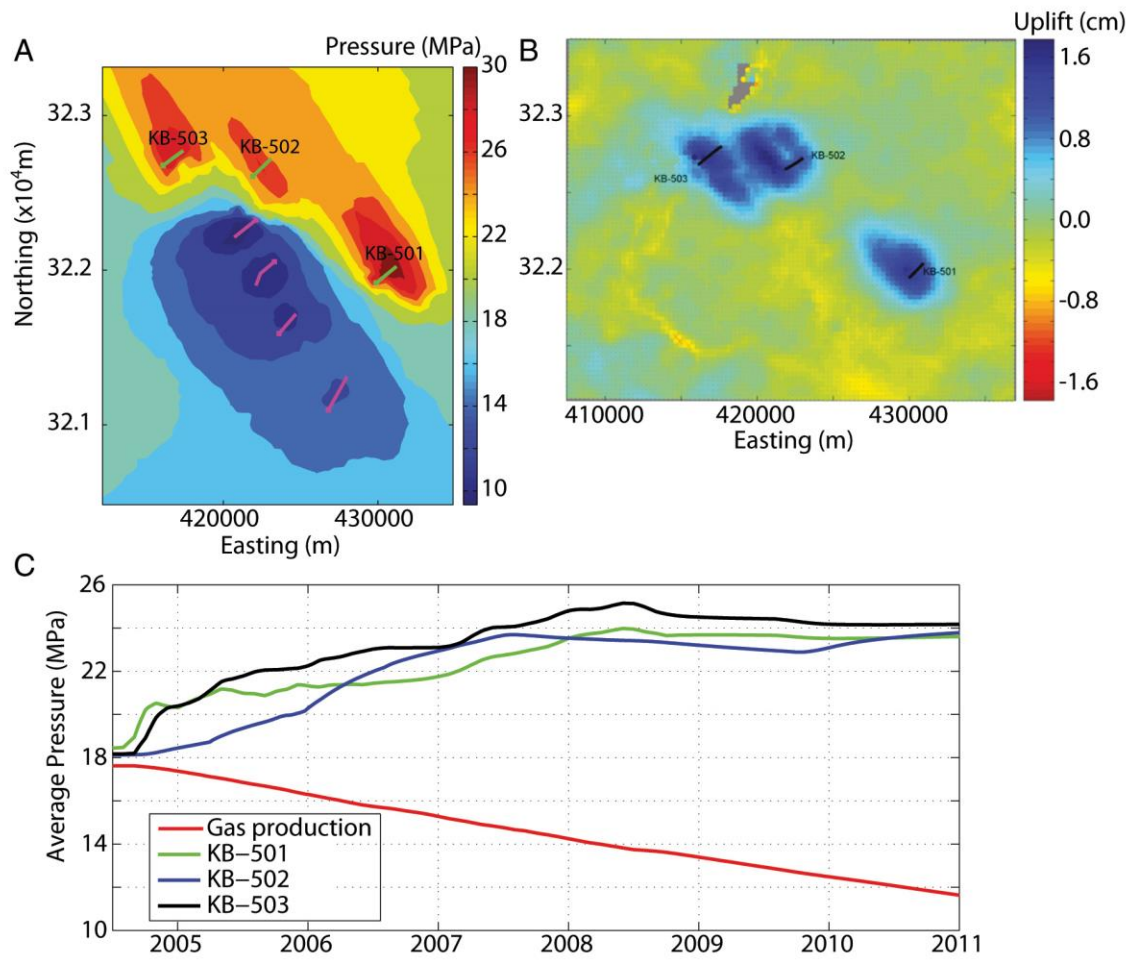 A
Pressure (MPa)
30
26
22
18
14
10
Northing (x10⁴m)
32.3
32.2
32.1
KB-503
KB-502
KB-501
420000 430000
Easting (m)
B
Uplift (cm)
1.6
0.8
0.0
-0.8
-1.6
32.3
32.2
KB-503
KB-502
KB-501
410000 420000 430000
Easting (m)
C
Average Pressure (MPa)
26
22
18
14
10
Gas production
KB-501
KB-502
KB-503
2005 2006 2007 2008 2009 2010 2011